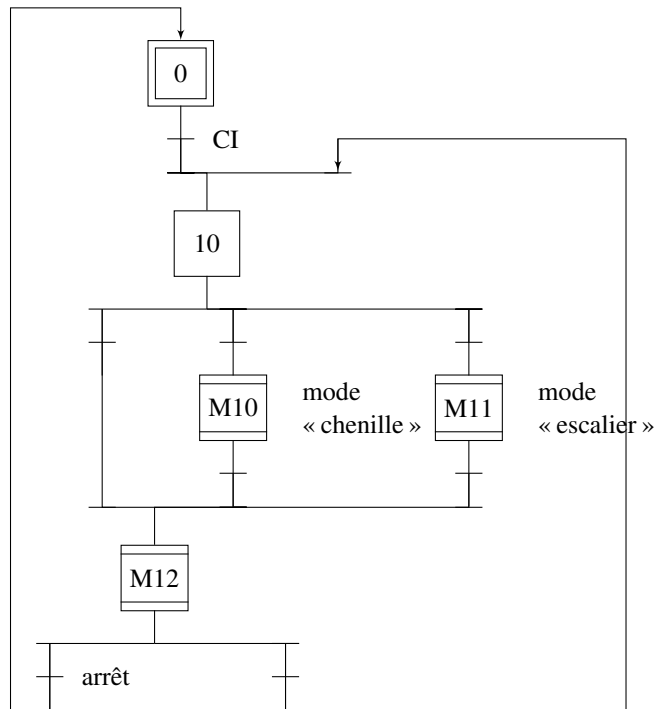 0
CI
10
M10
mode
« chenille »
M11
mode
« escalier »
M12
arrêt